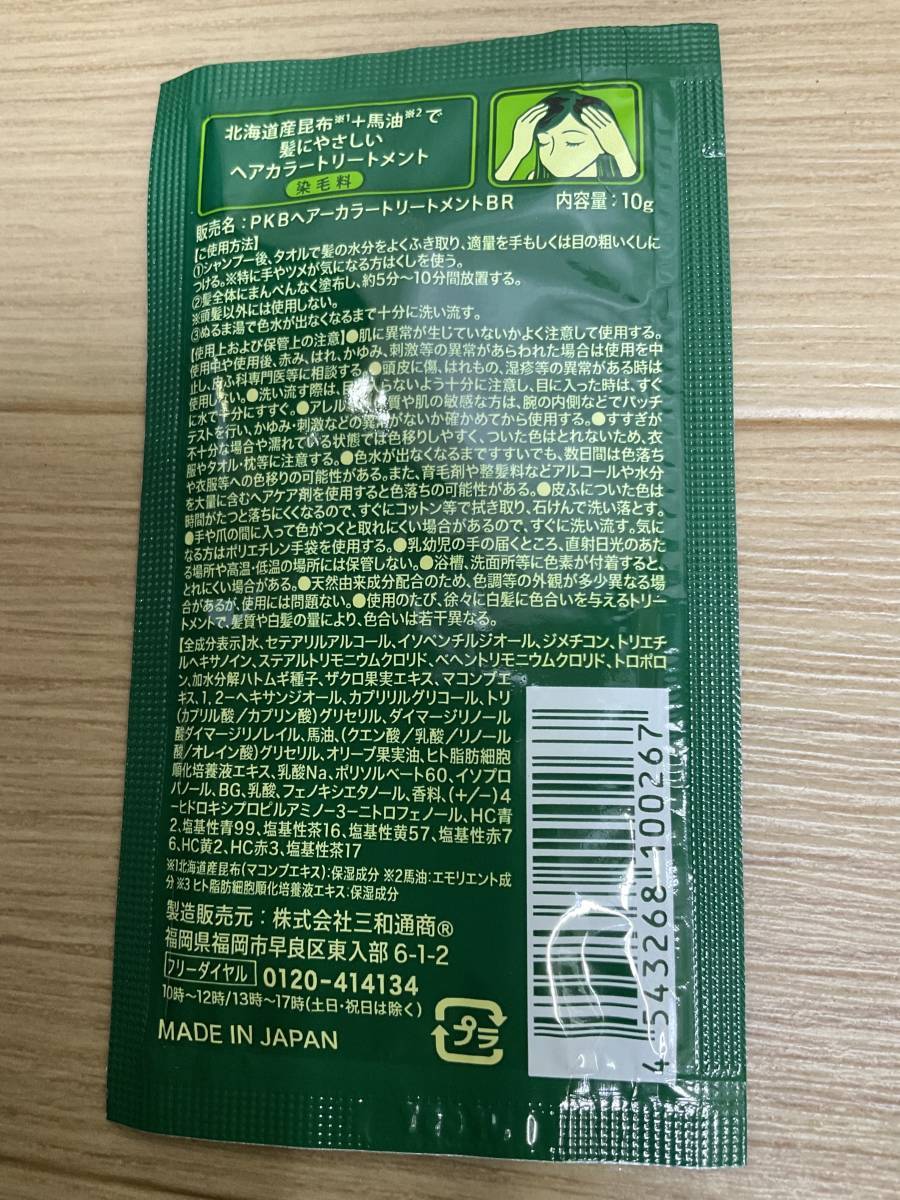 北海道産昆布※1+馬油※2で
髪にやさしい
ヘアカラートリートメント
染毛料
販売名：PKBヘアーカラートリートメントBR 内容量：10g
【ご使用方法】
①シャンプー後、タオルで髪の水分をよくふき取り、適量を手もしくは目の粗いくしに
つける。※特に手やツメが気になる方はくしを使う。
②髪全体にまんべんなく塗布し、約5分～10分間放置する。
※頭髪以外には使用しない。
③ぬるま湯で色水が出なくなるまで十分に洗い流す。
【使用上および保管上の注意】●肌に異常が生じていないかよく注意して使用する。
使用中や使用後、赤み、はれ、かゆみ、刺激等の異常があらわれた場合は使用を中
止し、皮ふ科専門医等に相談する。●頭皮に傷、はれもの、湿疹等の異常がある時は
使用しない。●洗い流す際は、目に入らないよう十分に注意し、目に入った時は、すぐ
に水で十分にすすぐ。●アレル質や肌の敏感な方は、腕の内側などでパッチ
テストを行い、かゆみ・刺激などの異常がないか確かめてから使用する。●すすぎが
不十分な場合や濡れている状態では色移りしやすく、ついた色はとれないため、衣
服やタオル・枕等に注意する。●色水が出なくなるまですすいでも、数日間は色落ち
や衣服等への色移りの可能性がある。また、育毛剤や整髪料などアルコールや水分
を大量に含むヘアケア剤を使用すると色落ちの可能性がある。●皮ふについた色は
時間がたつと落ちにくくなるので、すぐにコットン等で拭き取り、石けんで洗い落とす。
●手や爪の間に入って色がつくと取れにくい場合があるので、すぐに洗い流す。気に
なる方はポリエチレン手袋を使用する。●乳幼児の手の届くところ、直射日光のあた
る場所や高温・低温の場所には保管しない。●浴槽、洗面所等に色素が付着すると、
とれにくい場合がある。●天然由来成分配合のため、色調等の外観が多少異なる場
合があるが、使用には問題ない。●使用のたび、徐々に白髪に色合いを与えるトリー
トメントで、髪質や白髪の量により、色合いは若干異なる。
【全成分表示】水、セテアリルアルコール、イソペンチルジオール、ジメチコン、トリエチ
ルヘキサノイン、ステアルトリモニウムクロリド、ベヘントリモニウムクロリド、トロポロ
ン、加水分解ハトムギ種子、ザクロ果実エキス、マコンブエ
キス、1,2-ヘキサンジオール、カプリリルグリコール、トリ
(カプリル酸/カプリン酸)グリセリル、ダイマージリノール
酸ダイマージリノレイル、馬油、(クエン酸/乳酸/リノール
酸/オレイン酸)グリセリル、オリーブ果実油、ヒト脂肪細胞
順化培養液エキス、乳酸Na、ポリソルベート60、イソプロ
パノール、BG、乳酸、フェノキシエタノール、香料、(+/-)4
-ヒドロキシプロピルアミノ-3-ニトロフェノール、HC青
2、塩基性青99、塩基性茶16、塩基性黄57、塩基性赤7
6、HC黄2、HC赤3、塩基性茶17
※1北海道産昆布(マコンブエキス):保湿成分 ※2馬油:エモリエント成
分 ※3 ヒト脂肪細胞順化培養液エキス:保湿成分
製造販売元：株式会社三和通商®
福岡県福岡市早良区東入部 6-1-2
フリーダイヤル 0120-414134
10時～12時/13時～17時(土日・祝日は除く)
MADE IN JAPAN
プラ
4 543268 100267